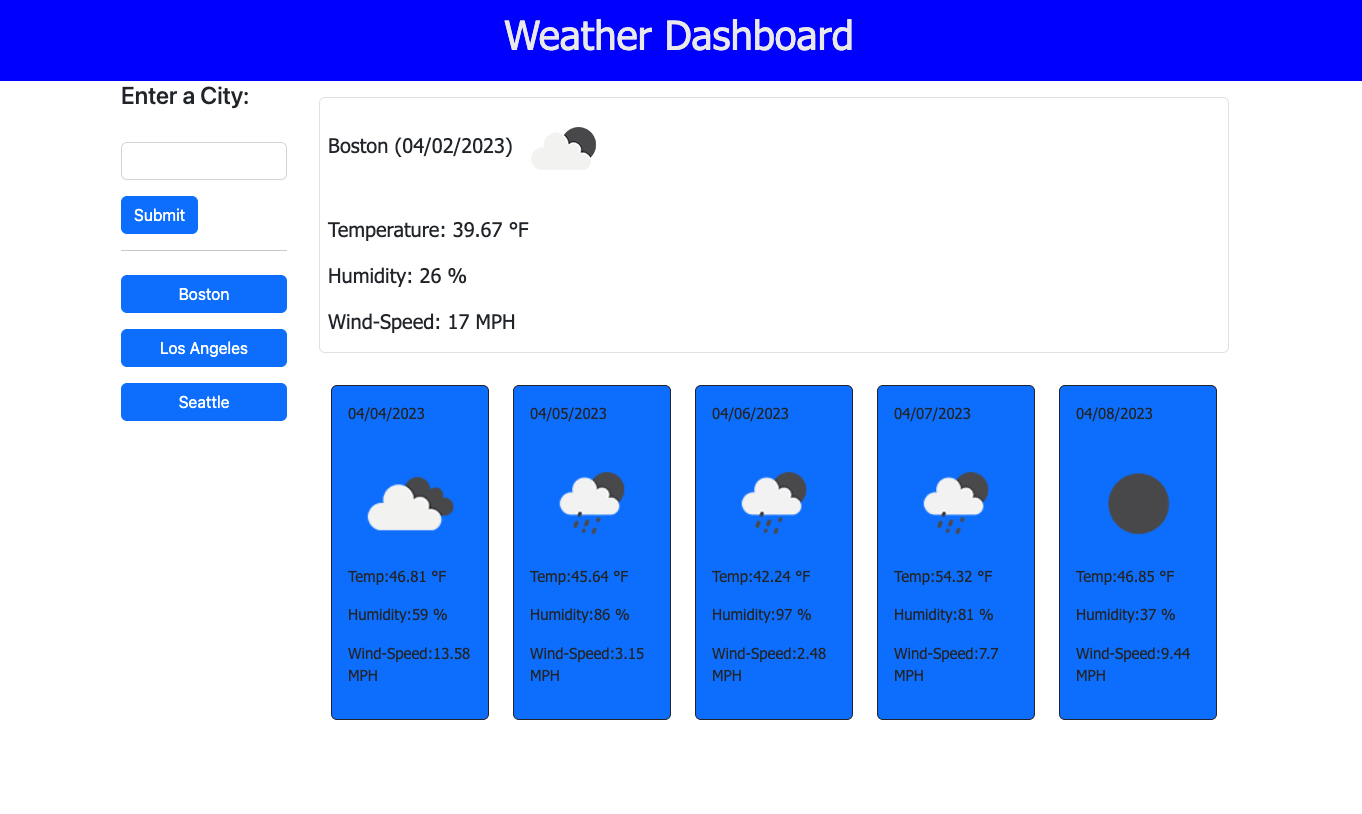 Weather Dashboard
Enter a City:
Submit
Boston
Los Angeles
Seattle
Boston (04/02/2023)
Temperature: 39.67 °F
Humidity: 26 %
Wind-Speed: 17 MPH
04/04/2023
Temp:46.81 °F
Humidity:59 %
Wind-Speed:13.58
MPH
04/05/2023
Temp:45.64 °F
Humidity:86 %
Wind-Speed:3.15
MPH
04/06/2023
Temp:42.24 °F
Humidity:97 %
Wind-Speed:2.48
MPH
04/07/2023
Temp:54.32 °F
Humidity:81 %
Wind-Speed:7.7
MPH
04/08/2023
Temp:46.85 °F
Humidity:37 %
Wind-Speed:9.44
MPH